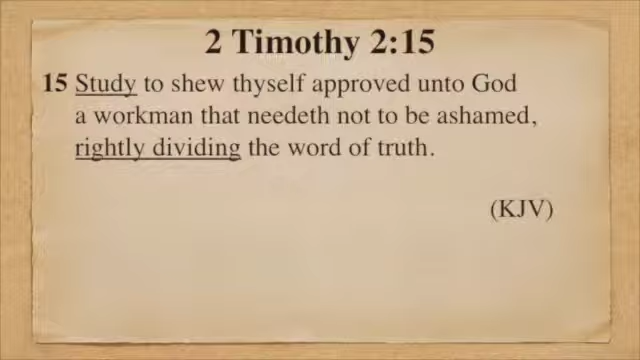 2 Timothy 2:15
15 Study to shew thyself approved unto God
a workman that needeth not to be ashamed,
rightly dividing the word of truth.
(KJV)